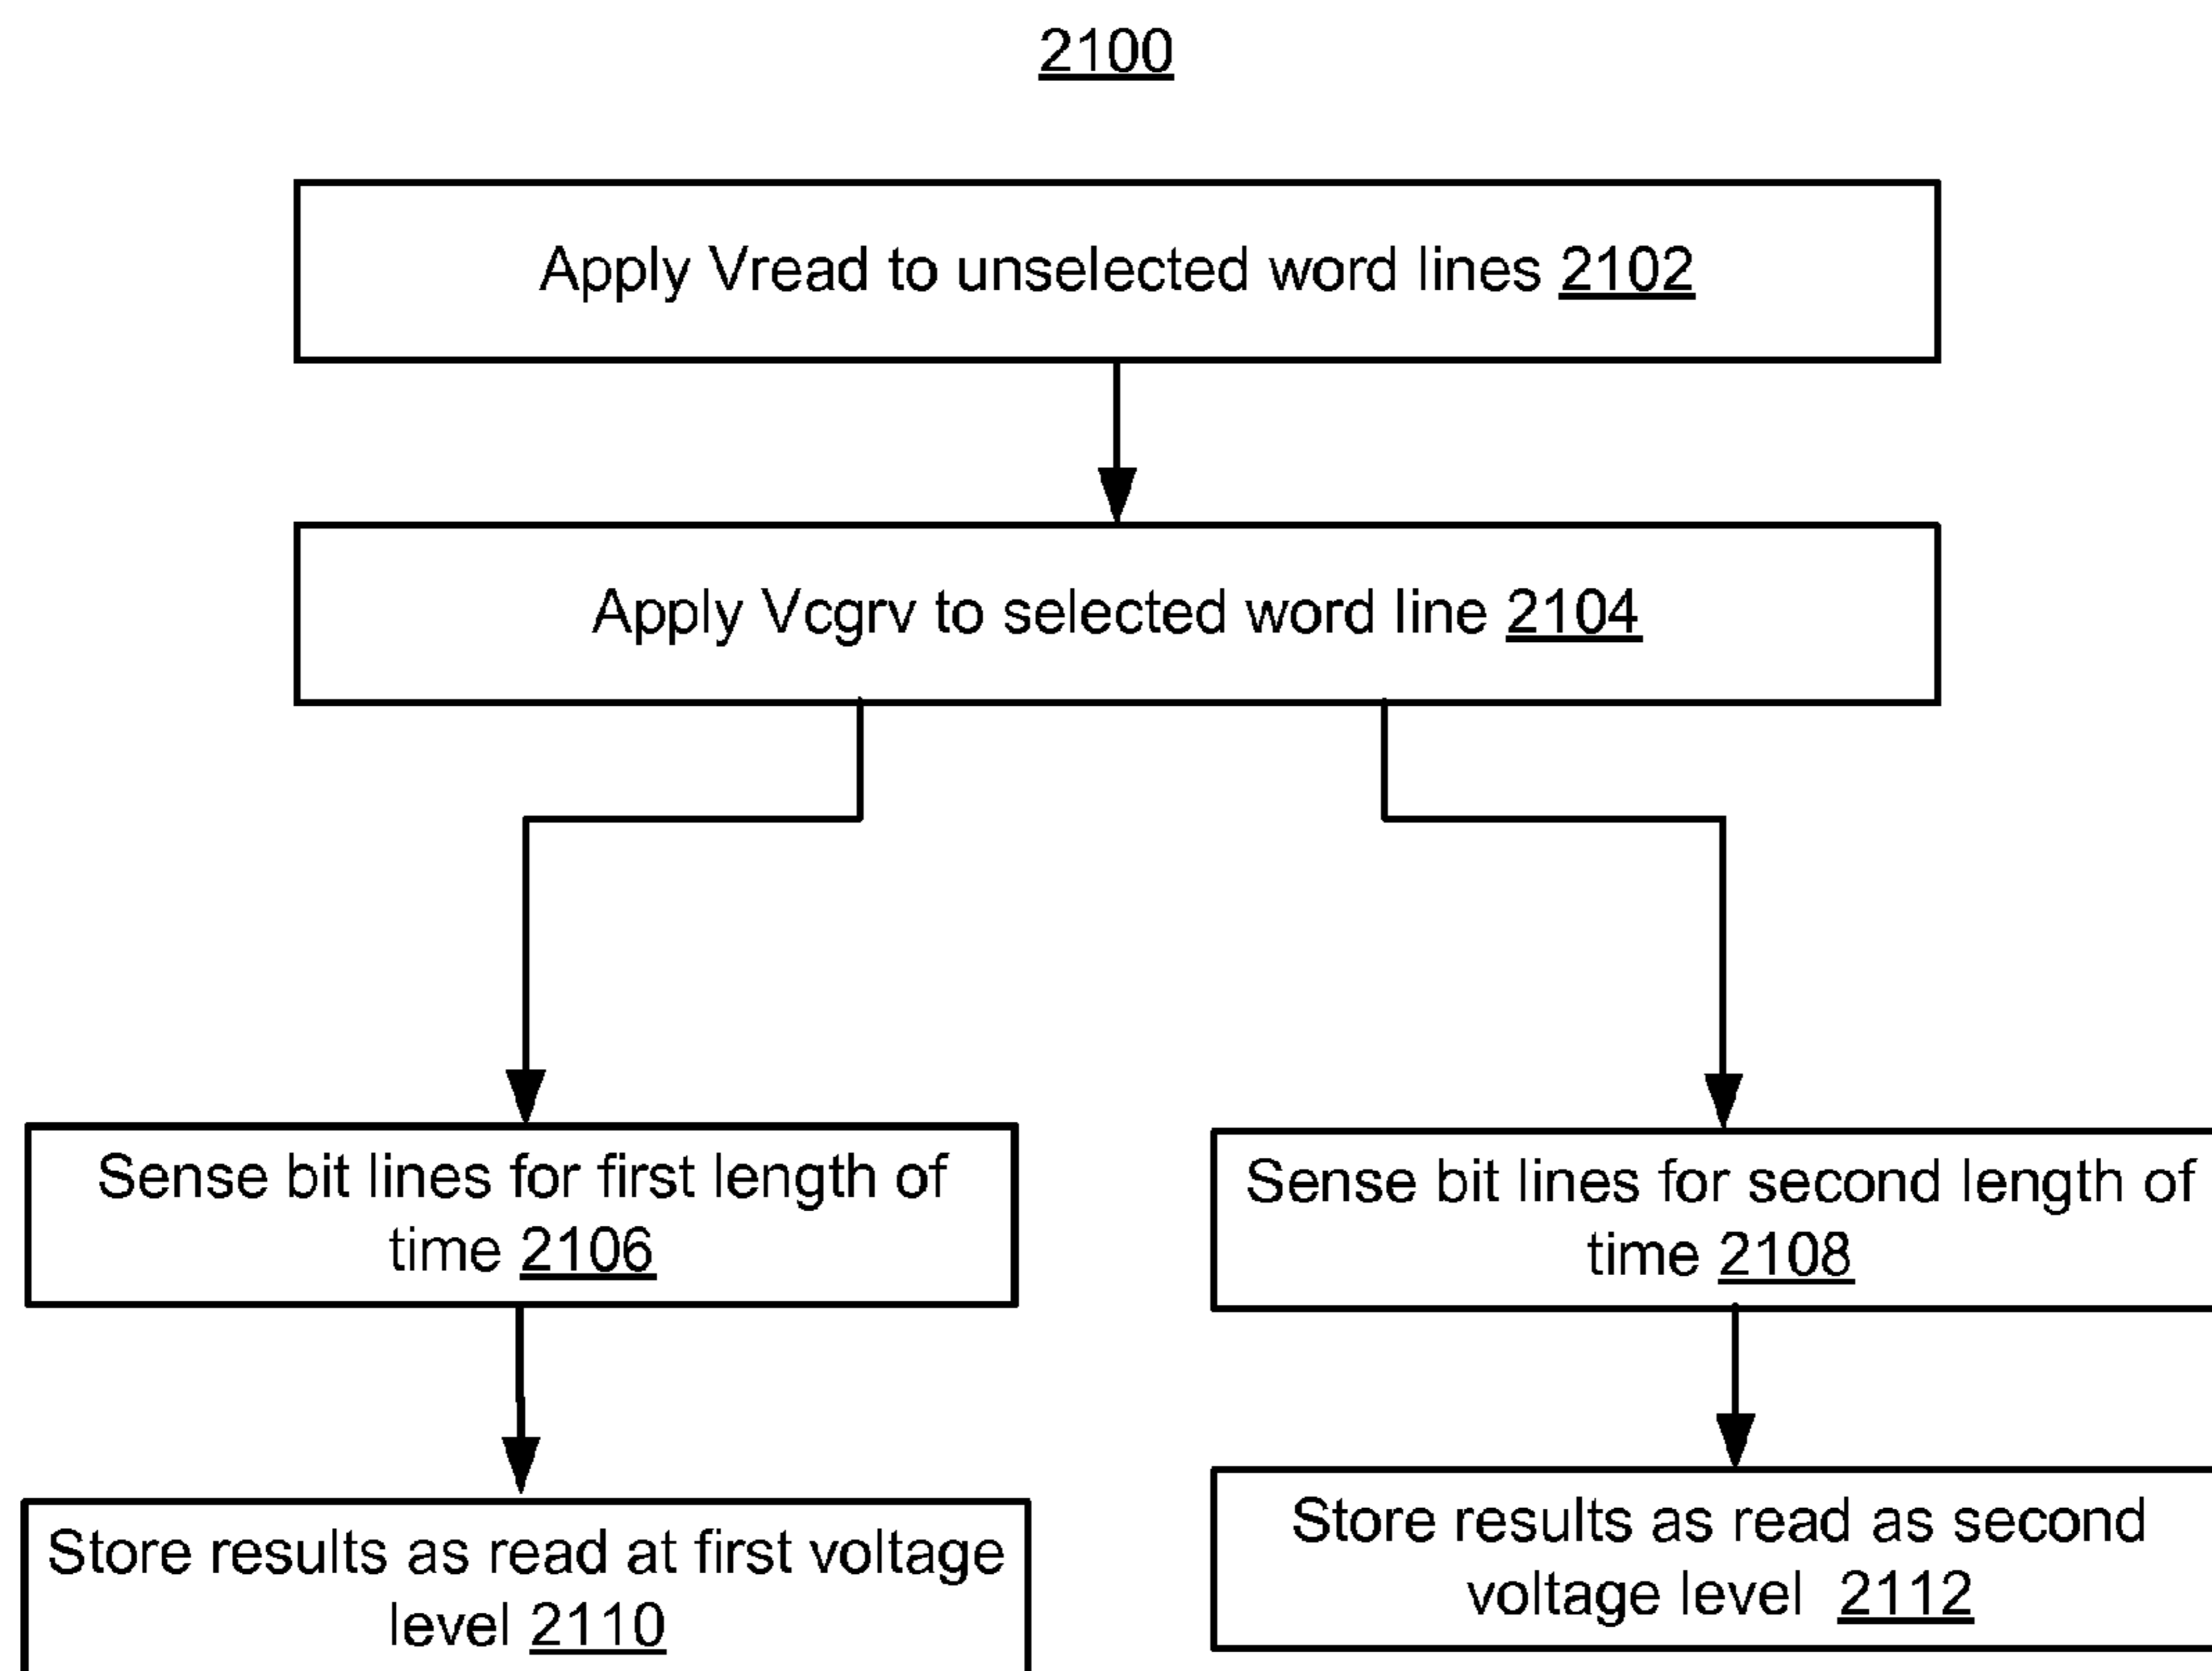 2100
Apply Vread to unselected word lines 2102
Apply Vcgrv to selected word line 2104
Sense bit lines for first length of
time 2106
Sense bit lines for second length of
time 2108
Store results as read at first voltage
level 2110
Store results as read as second
voltage level 2112